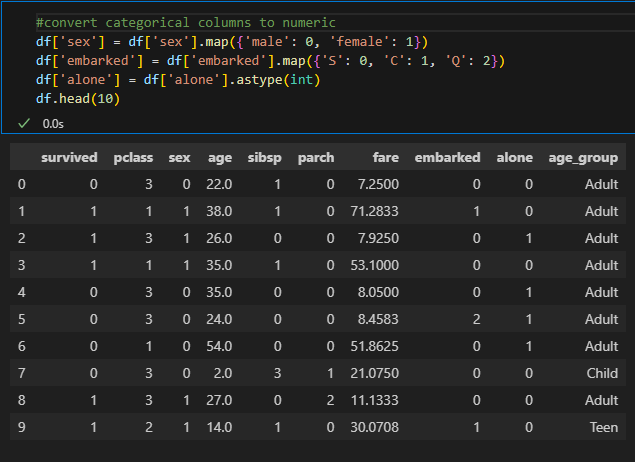 #convert categorical columns to numeric
df['sex'] = df['sex'].map({'male': 0, 'female': 1})
df['embarked'] = df['embarked'].map({'S': 0, 'C': 1, 'Q': 2})
df['alone'] = df['alone'].astype(int)
df.head(10)
0.0s
survived pclass sex age sibsp parch fare embarked alone age_group
0 0 3 0 22.0 1 0 7.2500 0 0 Adult
1 1 1 1 38.0 1 0 71.2833 1 0 Adult
2 1 3 1 26.0 0 0 7.9250 0 1 Adult
3 1 1 1 35.0 1 0 53.1000 0 0 Adult
4 0 3 0 35.0 0 0 8.0500 0 1 Adult
5 0 3 0 24.0 0 0 8.4583 2 1 Adult
6 0 1 0 54.0 0 0 51.8625 0 1 Adult
7 0 3 0 2.0 3 1 21.0750 0 0 Child
8 1 3 1 27.0 0 2 11.1333 0 0 Adult
9 1 2 1 14.0 1 0 30.0708 1 0 Teen